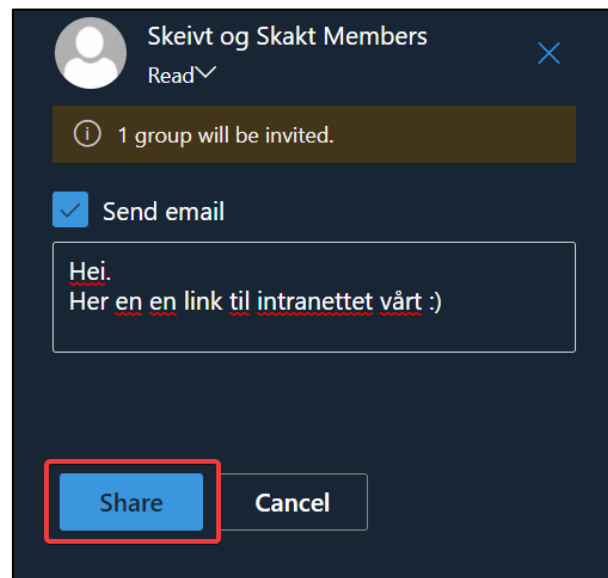 Skeivt og Skakt Members
Read
1 group will be invited.
Send email
Hei.
Her en en link til intranettet vårt :)
Share
Cancel